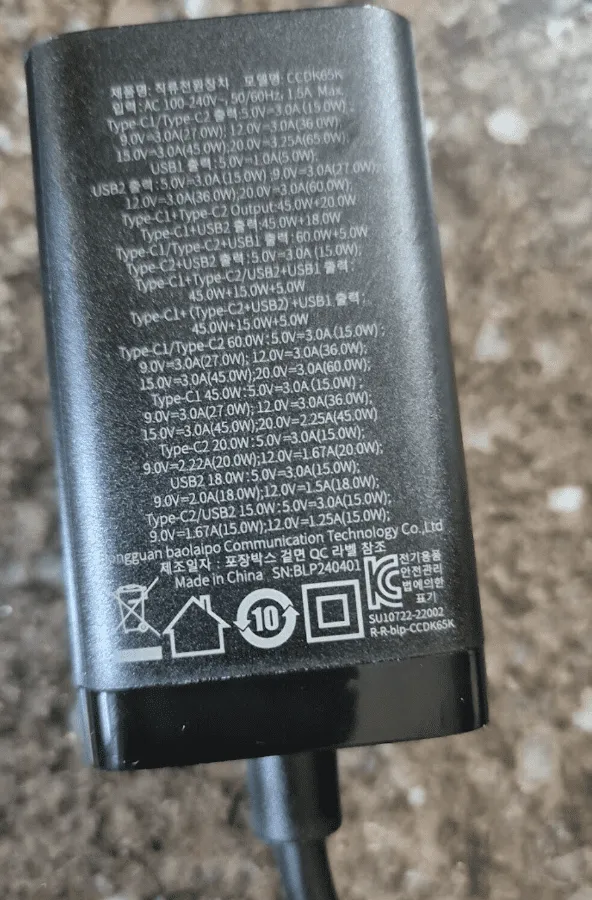 제품명: 직류전원장치 모델명: CCDK65K
입력: AC 100-240V~, 50/60Hz, 1.5A Max.
Type-C1/Type-C2 출력:5.0V=3.0A (15.0W) ;
9.0V=3.0A(27.0W); 12.0V=3.0A(36.0W);
15.0V=3.0A(45.0W);20.0V=3.25A(65.0W);
USB1 출력:5.0V=1.0A(5.0W);
USB2 출력 : 5.0V=3.0A (15.0W) ;9.0V=3.0A(27.0W);
12.0V=3.0A(36.0W);20.0V=3.0A(60.0W);
Type-C1+Type-C2 Output:45.0W+20.0W
Type-C1+USB2 출력:45.0W+18.0W
Type-C1/Type-C2+USB1 출력: 60.0W+5.0W
Type-C2+USB2 출력 : 5.0V=3.0A (15.0W);
Type-C1+Type-C2/USB2+USB1 출력 :
45.0W+15.0W+5.0W
Type-C1+ (Type-C2+USB2) +USB1 출력 ;
45.0W+15.0W+5.0W
Type-C1/Type-C2 60.0W : 5.0V=3.0A (15.0W) ;
9.0V=3.0A(27.0W); 12.0V=3.0A(36.0W);
15.0V=3.0A(45.0W);20.0V=3.0A(60.0W);
Type-C1 45.0W : 5.0V=3.0A (15.0W) ;
9.0V=3.0A(27.0W); 12.0V=3.0A(36.0W);
15.0V=3.0A(45.0W);20.0V=2.25A(45.0W)
Type-C2 20.0W : 5.0V=3.0A(15.0W);
9.0V=2.22A(20.0W);12.0V=1.67A(20.0W);
USB2 18.0W : 5.0V=3.0A(15.0W);
9.0V=2.0A(18.0W);12.0V=1.5A(18.0W);
Type-C2/USB2 15.0W : 5.0V=3.0A(15.0W);
9.0V=1.67A(15.0W);12.0V=1.25A(15.0W);
ongguan baolaipo Communication Technology Co.,Ltd
제조일자 : 포장박스 겉면 QC 라벨 참조
Made in China SN:BLP240401
전기용품
안전관리
법에의한
표기
10
SU10722-22002
R-R-blp-CCDK65K